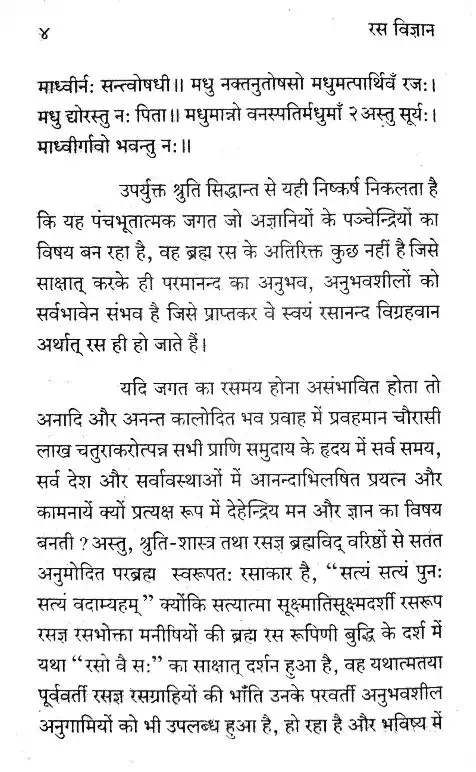 ४ रस विज्ञान
माध्वीर्नः सन्त्वोषधी॥ मधु नक्तनुतोषसो मधुमत्पार्थिवँ रजः।
मधु द्योरस्तु नः पिता॥ मधुमान्नो वनस्पतिर्मधुमाँ २ अस्तु सूर्यः।
माध्वीर्गावो भवन्तु नः॥
उपर्युक्त श्रुति सिद्धान्त से यही निष्कर्ष निकलता है
कि यह पंचभूतात्मक जगत जो अज्ञानियों के पञ्चेन्द्रियों का
विषय बन रहा है, वह ब्रह्म रस के अतिरिक्त कुछ नहीं है जिसे
साक्षात् करके ही परमानन्द का अनुभव, अनुभवशीलों को
सर्वभावेन संभव है जिसे प्राप्तकर वे स्वयं रसानन्द विग्रहवान
अर्थात् रस ही हो जाते हैं।
यदि जगत का रसमय होना असंभावित होता तो
अनादि और अनन्त कालोदित भव प्रवाह में प्रवहमान चौरासी
लाख चतुराकरोत्पन्न सभी प्राणि समुदाय के हृदय में सर्व समय,
सर्व देश और सर्वावस्थाओं में आनन्दाभिलषित प्रयत्न और
कामनायें क्यों प्रत्यक्ष रूप में देहेन्द्रिय मन और ज्ञान का विषय
बनती ? अस्तु, श्रुति-शास्त्र तथा रसज्ञ ब्रह्मविद् वरिष्ठों से सतत
अनुमोदित परब्रह्म स्वरूपतः रसाकार है, “सत्यं सत्यं पुनः
सत्यं वदाम्यहम्” क्योंकि सत्यात्मा सूक्ष्मातिसूक्ष्मदर्शी रसरूप
रसज्ञ रसभोक्ता मनीषियों की ब्रह्म रस रूपिणी बुद्धि के दर्श में
यथा “रसो वै सः” का साक्षात् दर्शन हुआ है, वह यथात्मतया
पूर्ववर्ती रसज्ञ रसग्राहियों की भाँति उनके परवर्ती अनुभवशील
अनुगामियों को भी उपलब्ध हुआ है, हो रहा है और भविष्य में